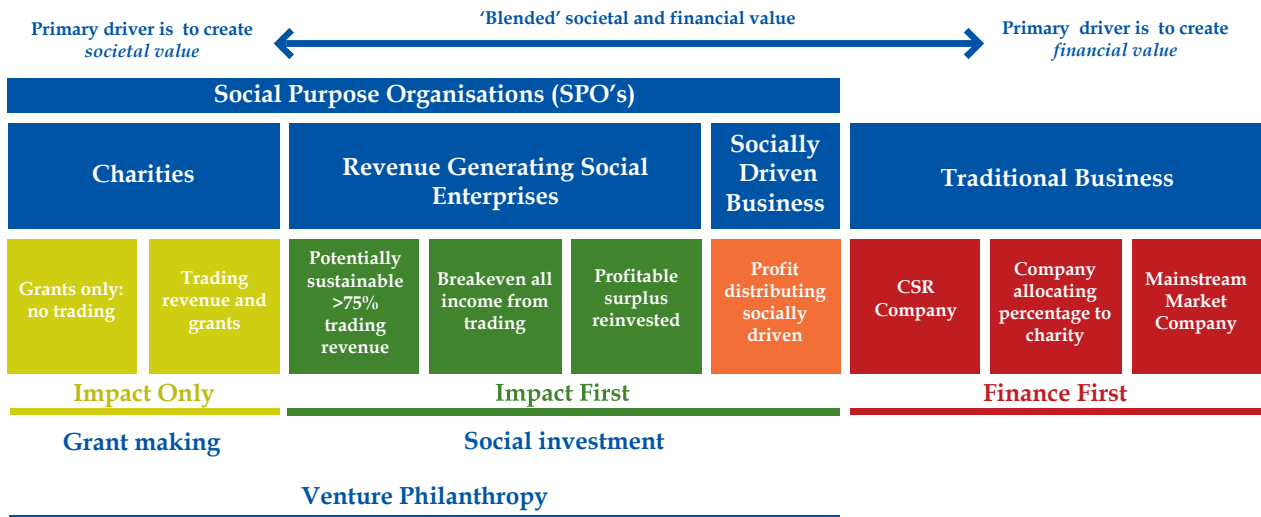 Primary driver is to create
societal value
‘Blended’ societal and financial value
Primary driver is to create
financial value
Social Purpose Organisations (SPO’s)
Charities
Revenue Generating Social
Enterprises
Socially
Driven
Business
Traditional Business
Grants only:
no trading
Trading
revenue and
grants
Potentially
sustainable
>75%
trading
revenue
Breakeven all
income from
trading
Profitable
surplus
reinvested
Profit
distributing
socially
driven
CSR
Company
Company
allocating
percentage to
charity
Mainstream
Market
Company
Impact Only
Impact First
Finance First
Grant making
Social investment
Venture Philanthropy